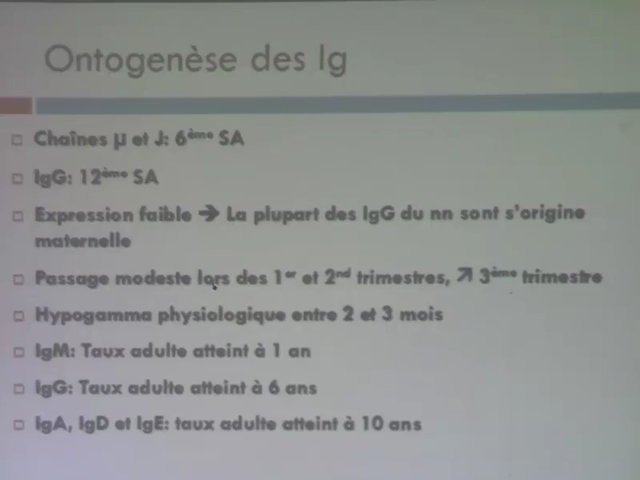 Ontogenèse des Ig
Chaînes µ et J: 6ème SA
IgG: 12ème SA
Expression faible ➔ La plupart des IgG du nn sont s'origine
maternelle
Passage modeste lors des 1er et 2nd trimestres, ↗ 3ème trimestre
Hypogamma physiologique entre 2 et 3 mois
IgM: Taux adulte atteint à 1 an
IgG: Taux adulte atteint à 6 ans
IgA, IgD et IgE: taux adulte atteint à 10 ans